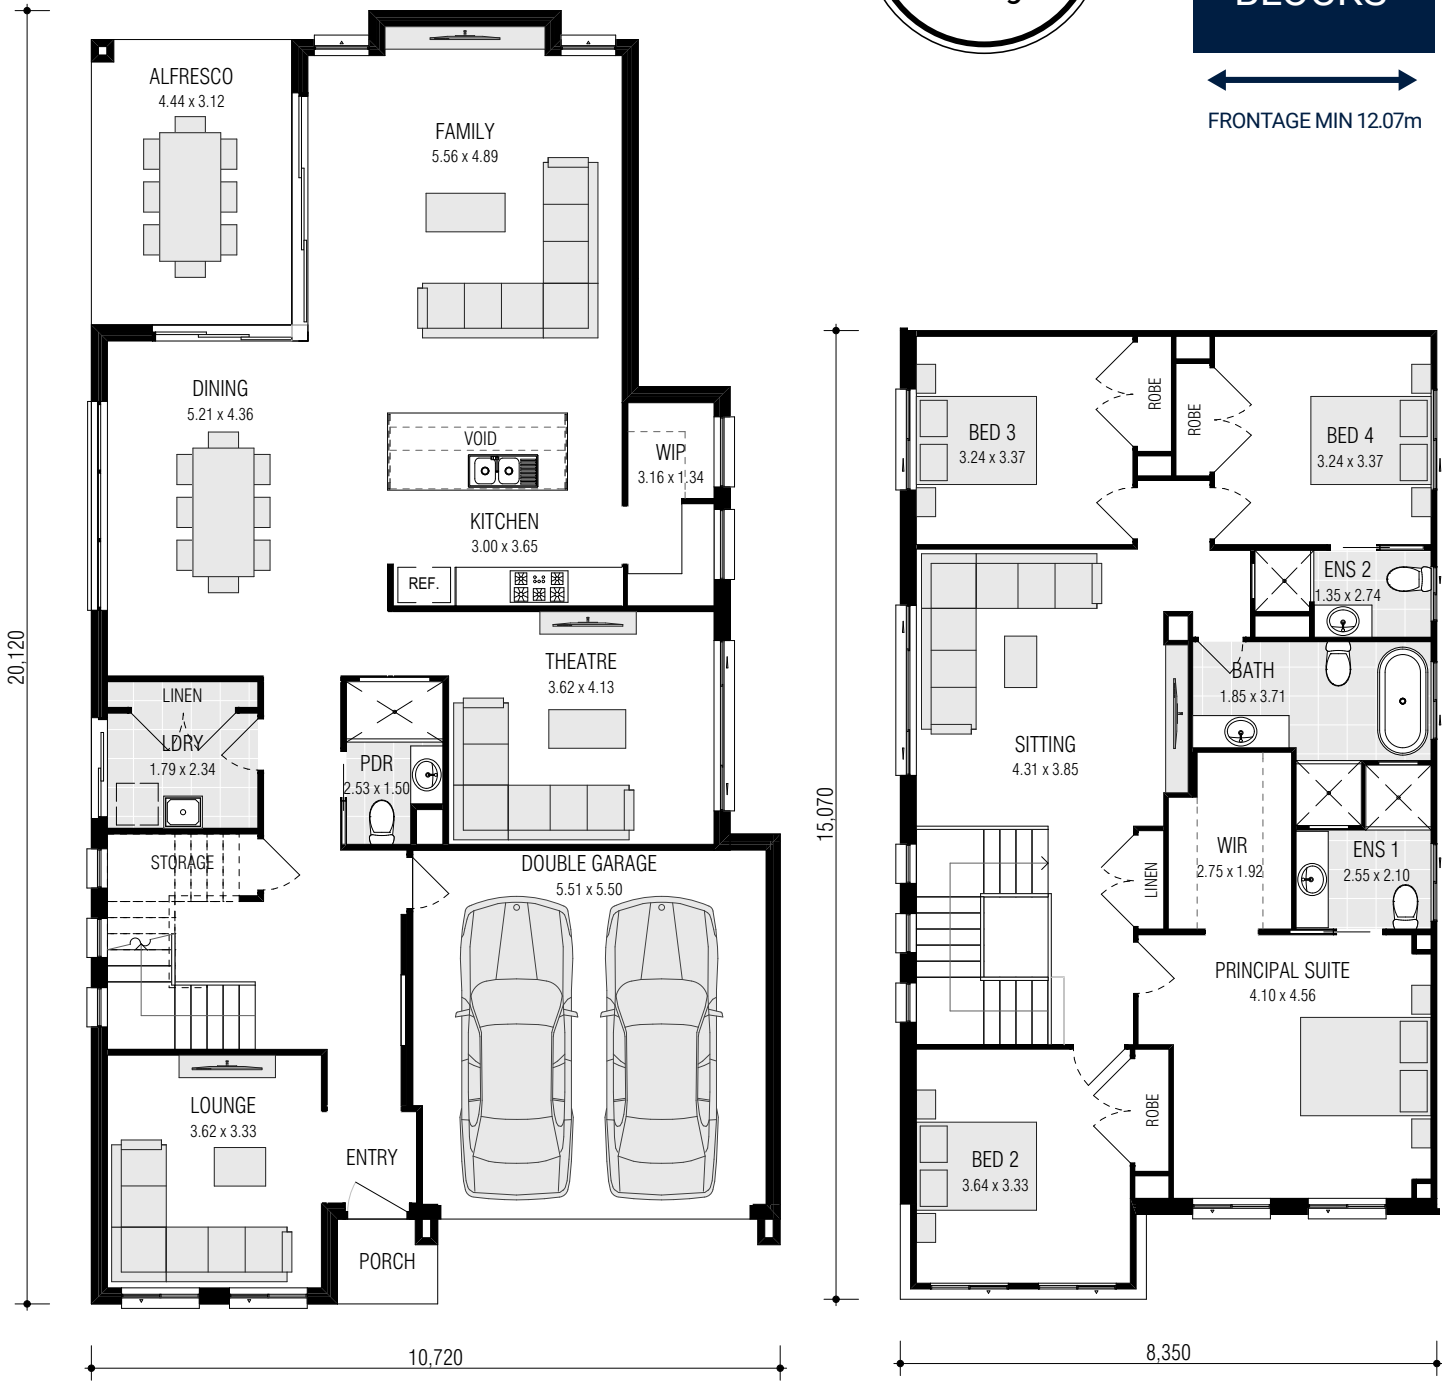 BLOCKS
FRONTAGE MIN 12.07m
ALFRESCO
4.44 x 3.12
FAMILY
5.56 x 4.89
DINING
5.21 x 4.36
VOID
WIP
3.16 x 1.34
KITCHEN
3.00 x 3.65
REF.
THEATRE
3.62 x 4.13
LINEN
LDRY
1.79 x 2.34
PDR
2.53 x 1.50
STORAGE
DOUBLE GARAGE
5.51 x 5.50
LOUNGE
3.62 x 3.33
ENTRY
PORCH
20,120
10,720
BED 3
3.24 x 3.37
ROBE
ROBE
BED 4
3.24 x 3.37
ENS 2
1.35 x 2.74
BATH
1.85 x 3.71
SITTING
4.31 x 3.85
WIR
2.75 x 1.92
ENS 1
2.55 x 2.10
LINEN
PRINCIPAL SUITE
4.10 x 4.56
ROBE
BED 2
3.64 x 3.33
15,070
8,350